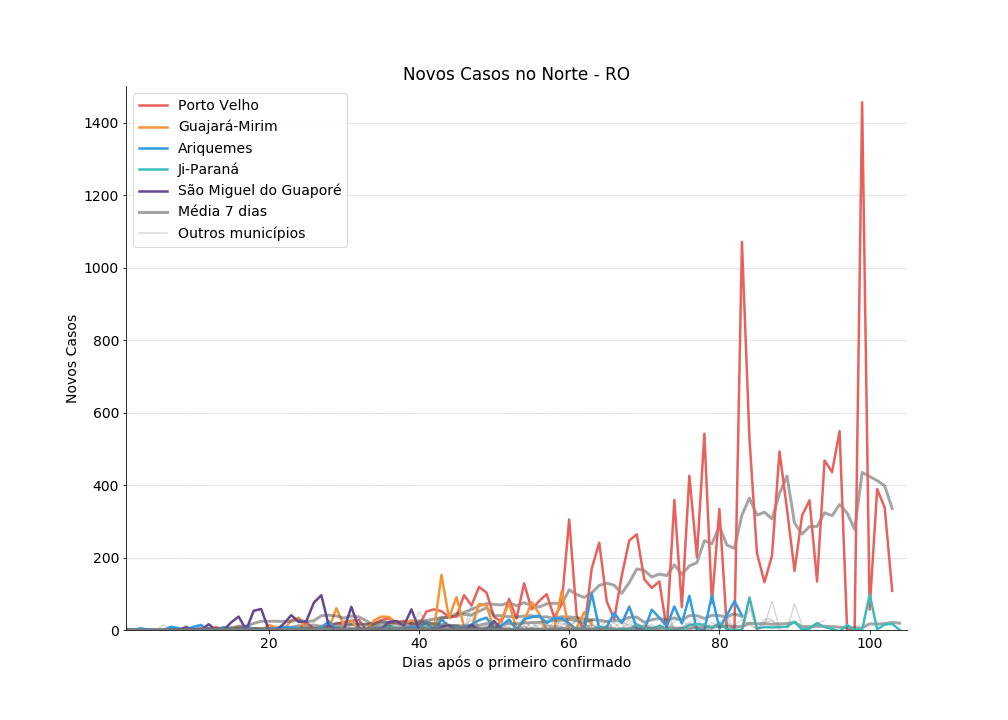 Novos Casos no Norte - RO
Porto Velho
Guajará-Mirim
Ariquemes
Ji-Paraná
São Miguel do Guaporé
Média 7 dias
Outros municípios
1400
1200
1000
800
600
400
200
0
Novos Casos
20
40
60
80
100
Dias após o primeiro confirmado